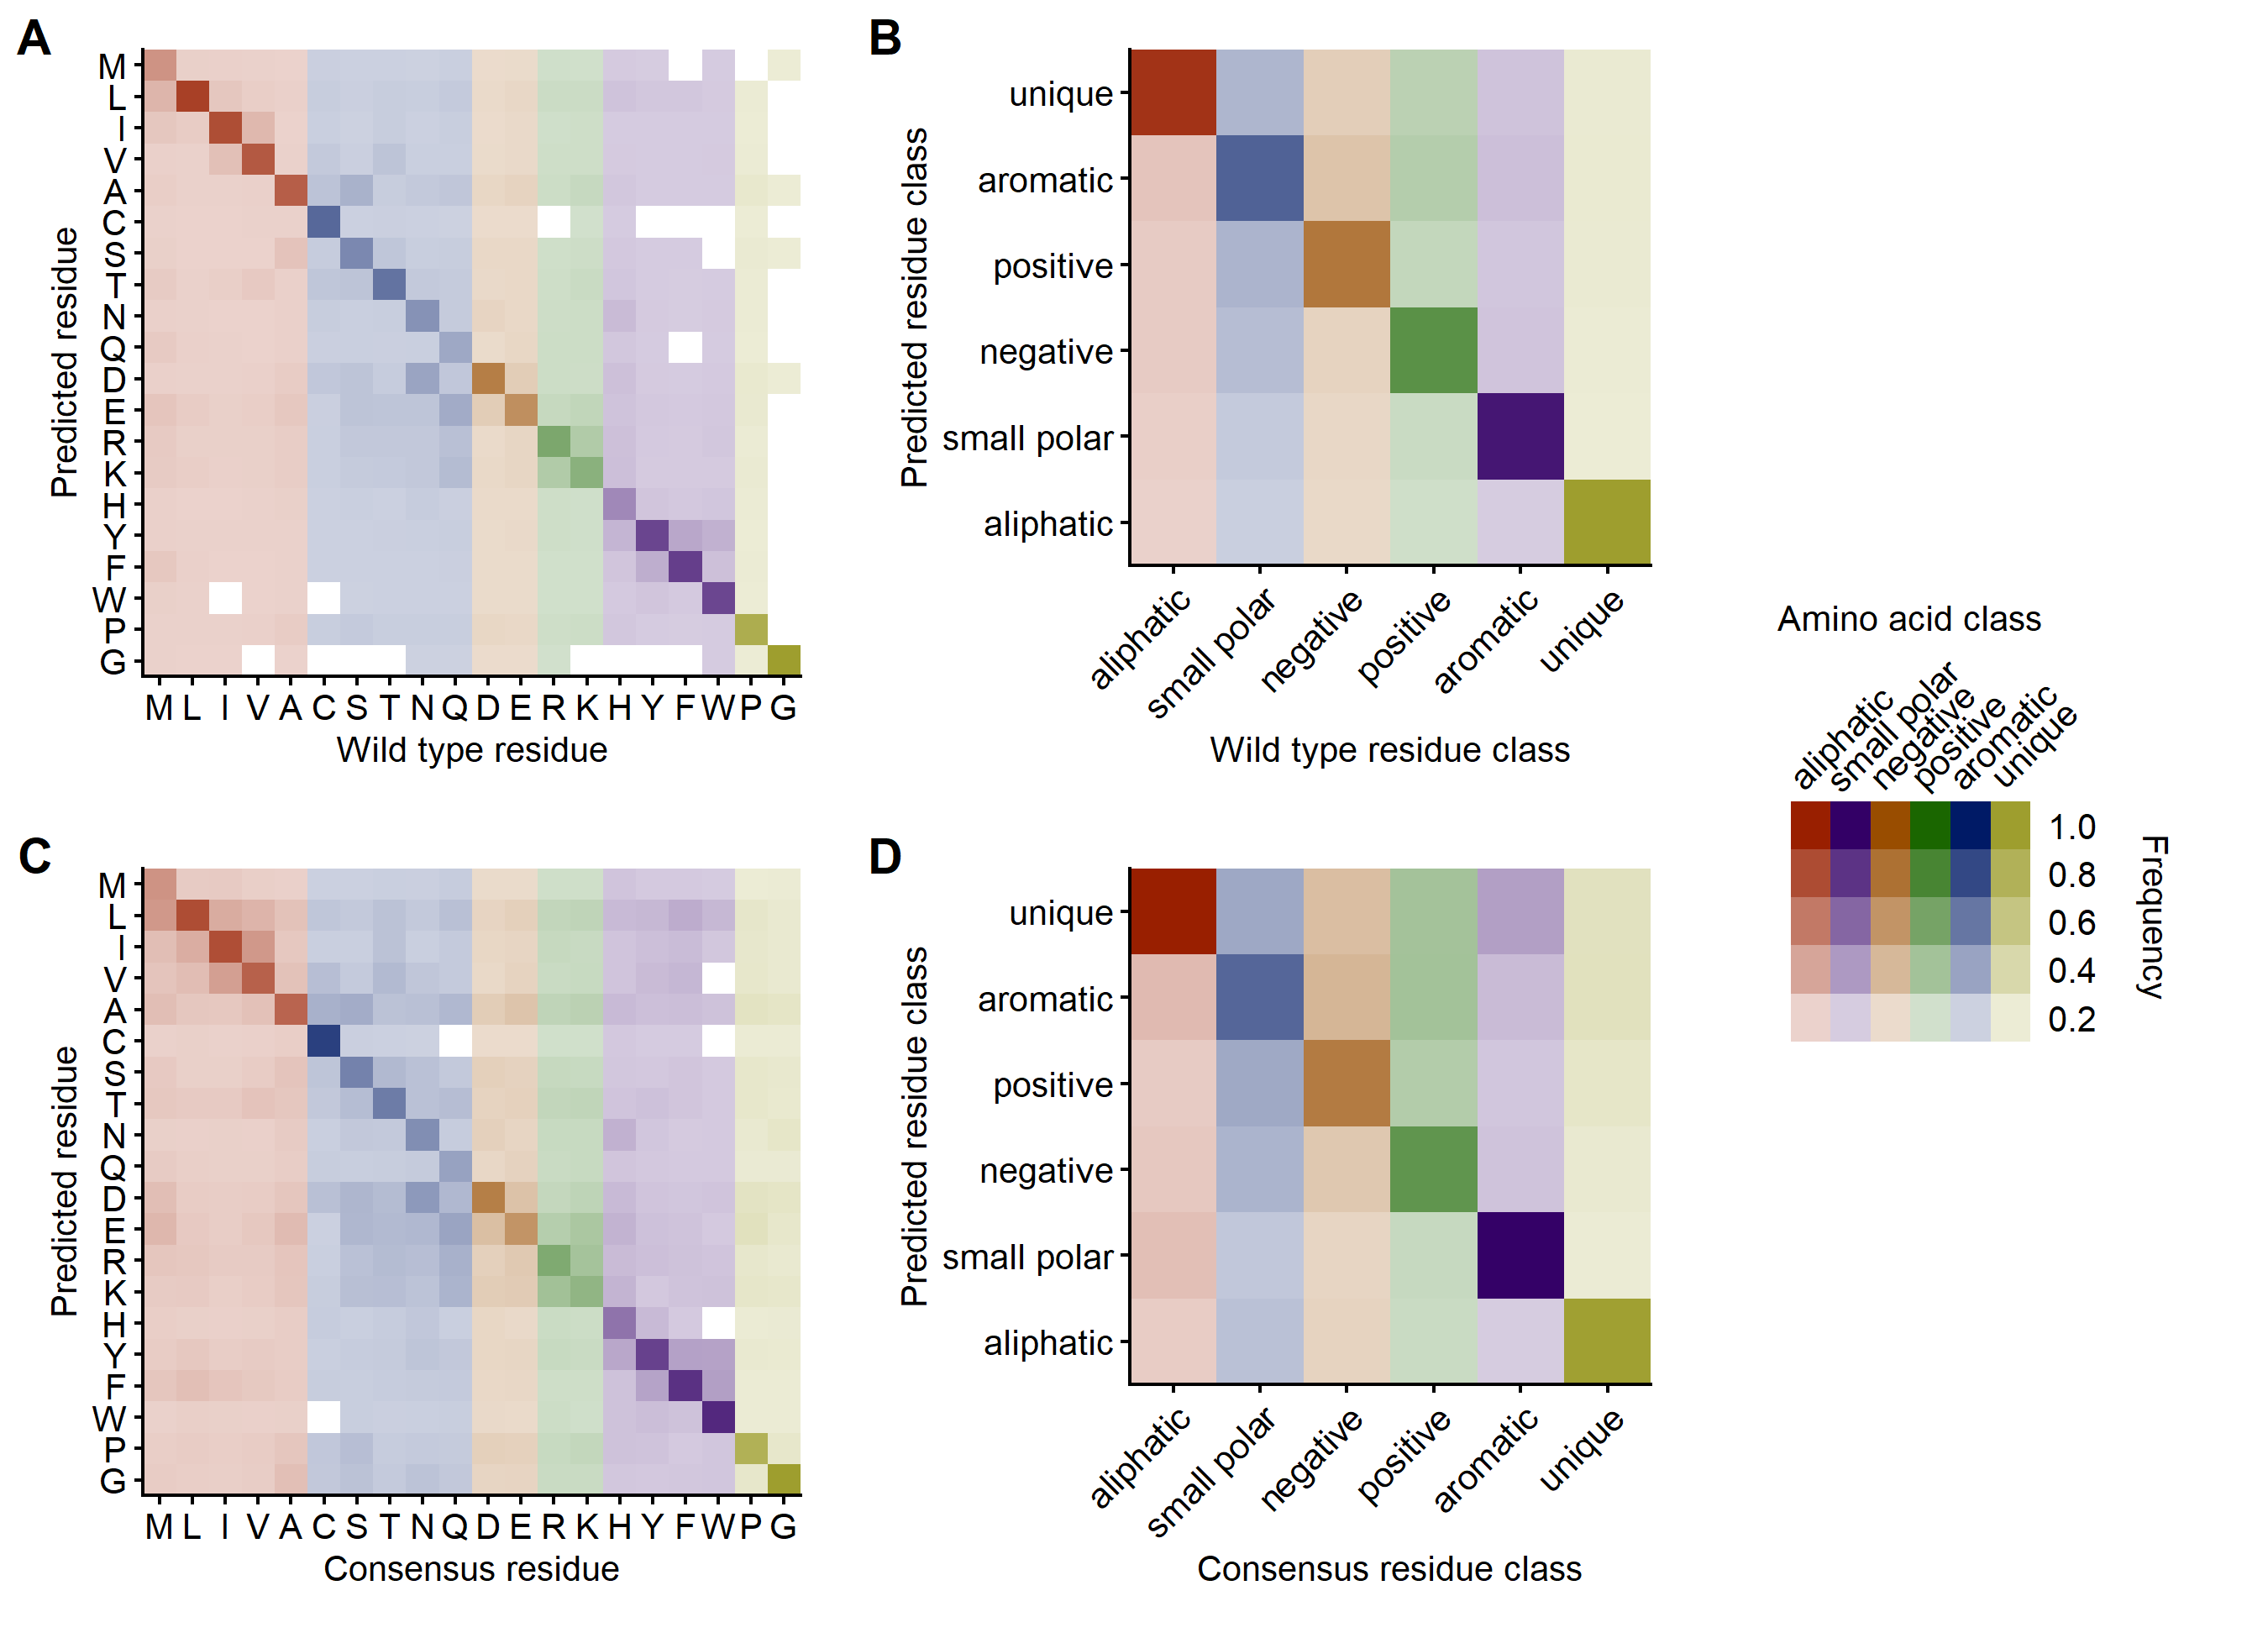 A
M
L
I
V
A
C
S
T
N
Q
D
E
R
K
H
Y
F
W
P
G
Predicted residue
M L I V A C S T N Q D E R K H Y F W P G
Wild type residue
B
unique
aromatic
positive
negative
small polar
aliphatic
Predicted residue class
aliphatic small polar negative positive aromatic unique
Wild type residue class
Amino acid class
aliphatic small polar negative positive aromatic unique
1.0
0.8
0.6
0.4
0.2
Frequency
C
M
L
I
V
A
C
S
T
N
Q
D
E
R
K
H
Y
F
W
P
G
Predicted residue
M L I V A C S T N Q D E R K H Y F W P G
Consensus residue
D
unique
aromatic
positive
negative
small polar
aliphatic
Predicted residue class
aliphatic small polar negative positive aromatic unique
Consensus residue class